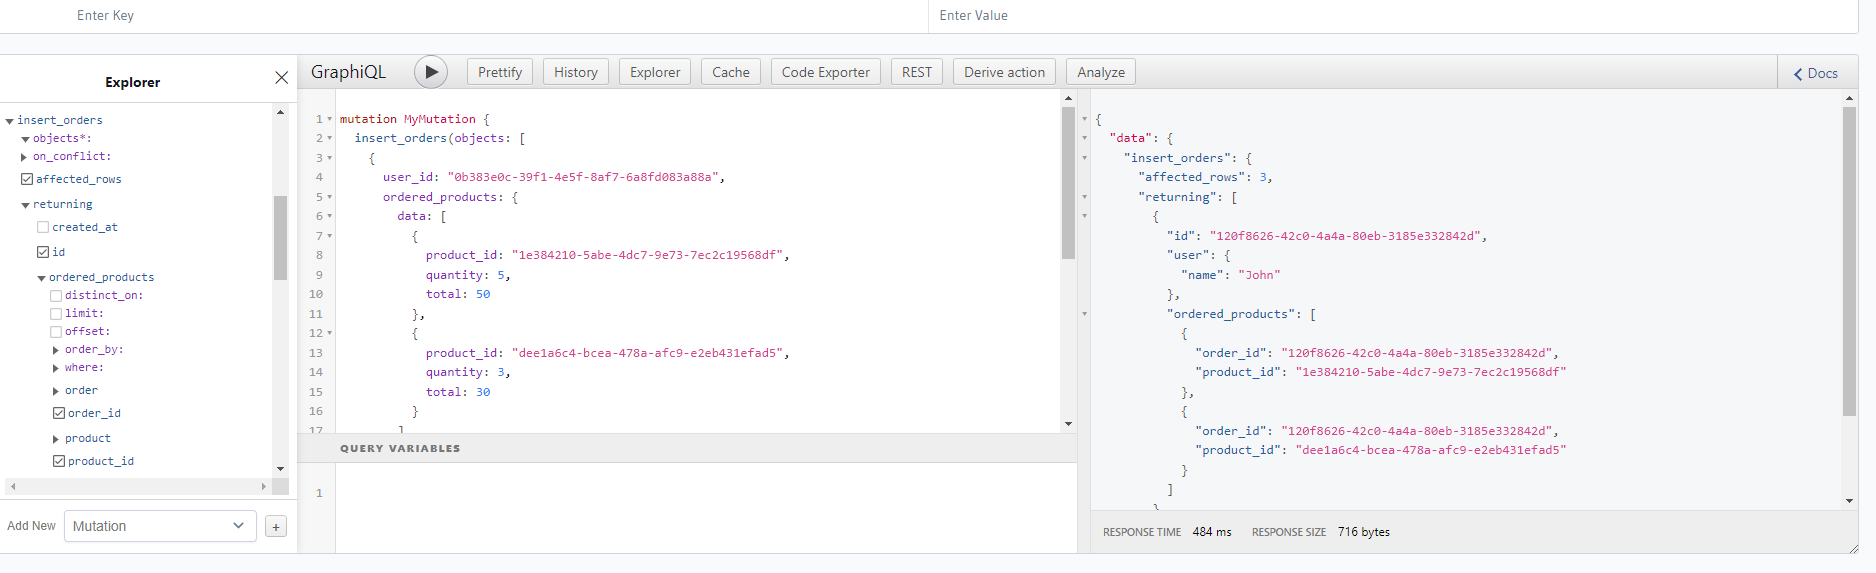 Enter Key
Enter Value
Explorer
GraphiQL
Prettify
History
Explorer
Cache
Code Exporter
REST
Derive action
Analyze
Docs
insert_orders
objects*:
on_conflict:
affected_rows
returning
created_at
id
ordered_products
distinct_on:
limit:
offset:
order_by:
where:
order
order_id
product
product_id
Add New
Mutation
+
1 mutation MyMutation {
2 insert_orders(objects: [
3 {
4 user_id: "0b383e0c-39f1-4e5f-8af7-6a8fd083a88a",
5 ordered_products: {
6 data: [
7 {
8 product_id: "1e384210-5abe-4dc7-9e73-7ec2c19568df",
9 quantity: 5,
10 total: 50
11 },
12 {
13 product_id: "dee1a6c4-bcea-478a-afc9-e2eb431efad5",
14 quantity: 3,
15 total: 30
16 }
17 ]
QUERY VARIABLES
1
{
"data": {
"insert_orders": {
"affected_rows": 3,
"returning": [
{
"id": "120f8626-42c0-4a4a-80eb-3185e332842d",
"user": {
"name": "John"
},
"ordered_products": [
{
"order_id": "120f8626-42c0-4a4a-80eb-3185e332842d",
"product_id": "1e384210-5abe-4dc7-9e73-7ec2c19568df"
},
{
"order_id": "120f8626-42c0-4a4a-80eb-3185e332842d",
"product_id": "dee1a6c4-bcea-478a-afc9-e2eb431efad5"
}
]
}
RESPONSE TIME 484 ms RESPONSE SIZE 716 bytes